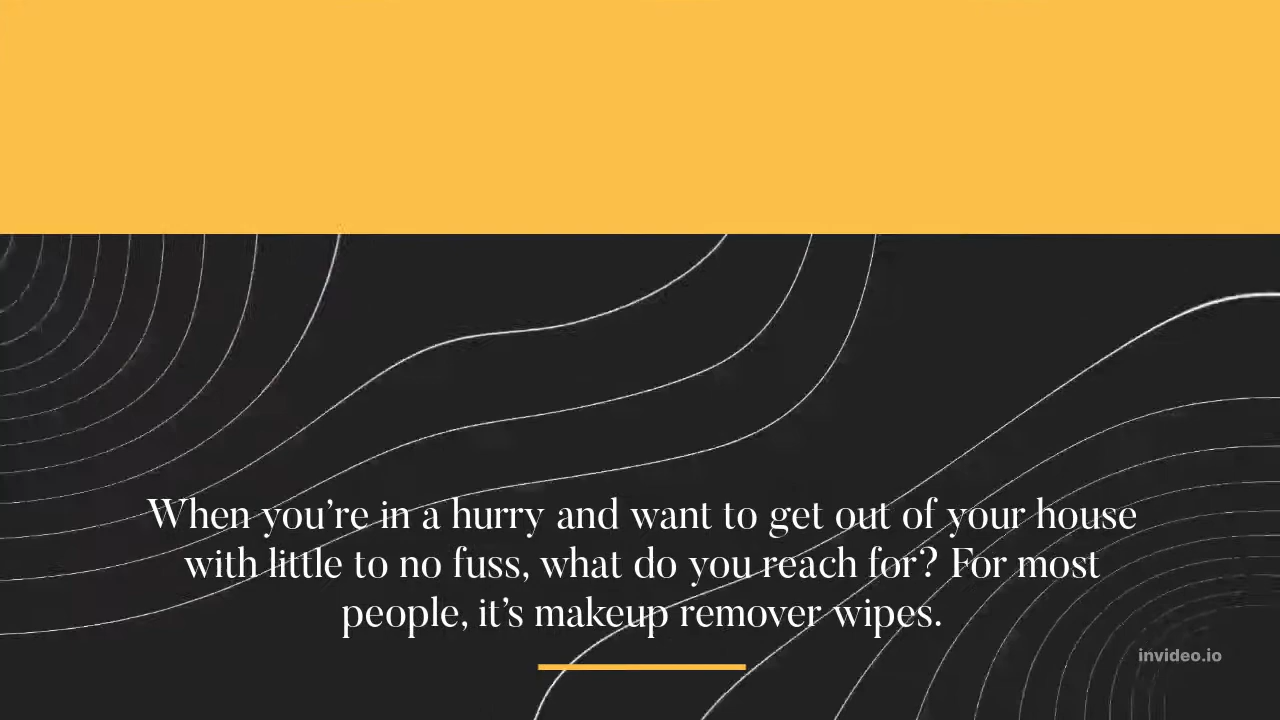 When you’re in a hurry and want to get out of your house
with little to no fuss, what do you reach for? For most
people, it’s makeup remover wipes.
invideo.io